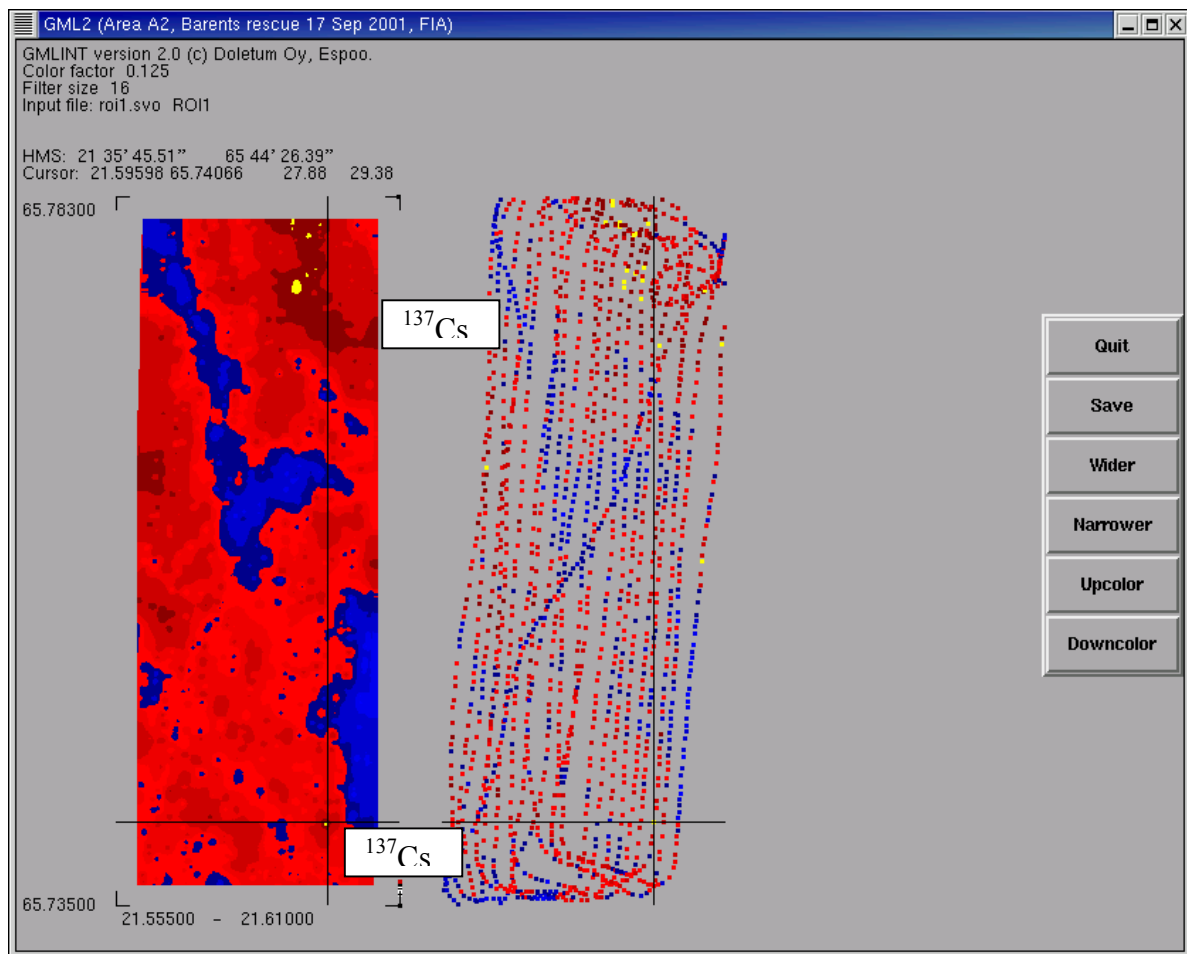 GML2 (Area A2, Barents rescue 17 Sep 2001, FIA)
GMLINT version 2.0 (c) Doletum Oy, Espoo.
Color factor 0.125
Filter size 16
Input file: roi1.svo ROI1
HMS: 21 35' 45.51" 65 44' 26.39"
Cursor: 21.59598 65.74066 27.88 29.38
65.78300
¹³⁷Cs
Quit
Save
Wider
Narrower
Upcolor
Downcolor
¹³⁷Cs
65.73500
21.55500 - 21.61000